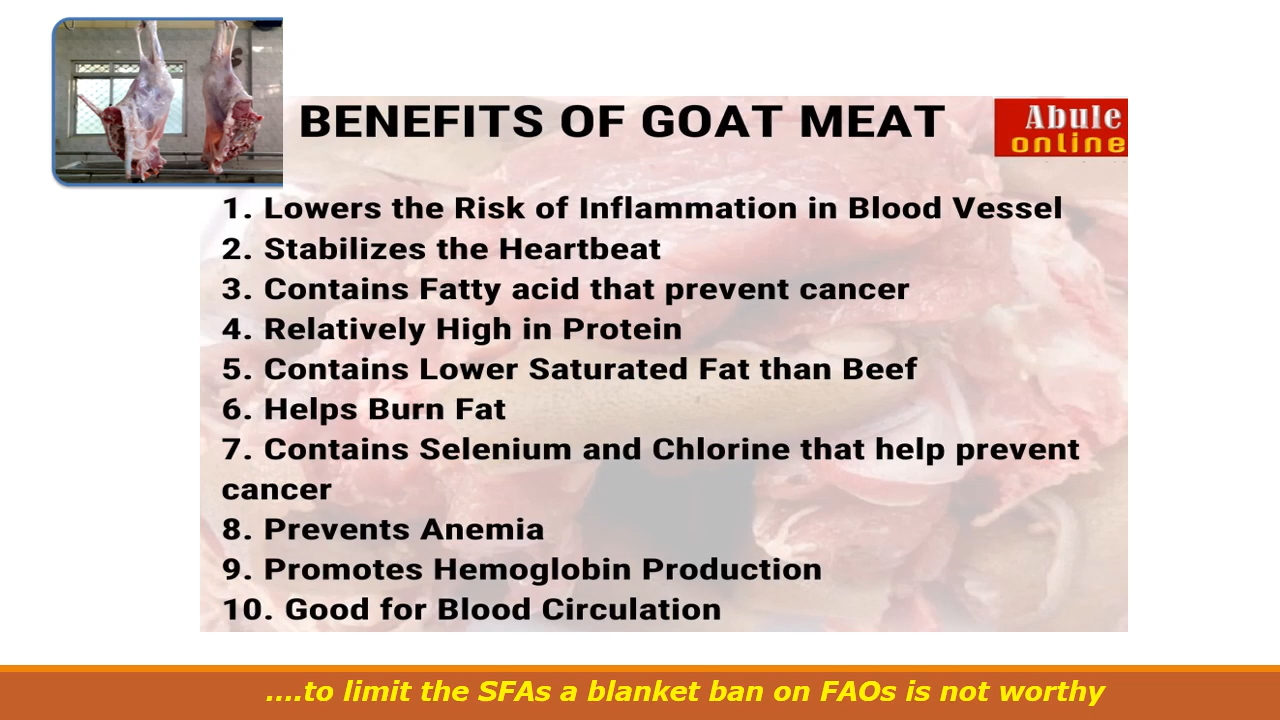 BENEFITS OF GOAT MEAT
Abule
online
1. Lowers the Risk of Inflammation in Blood Vessel
2. Stabilizes the Heartbeat
3. Contains Fatty acid that prevent cancer
4. Relatively High in Protein
5. Contains Lower Saturated Fat than Beef
6. Helps Burn Fat
7. Contains Selenium and Chlorine that help prevent
cancer
8. Prevents Anemia
9. Promotes Hemoglobin Production
10. Good for Blood Circulation
....to limit the SFAs a blanket ban on FAOs is not worthy